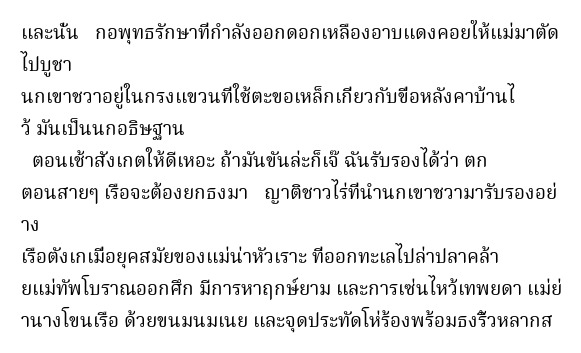 และนั่น   กอพุทธรักษาที่กำลังออกดอกเหลืองอาบแดงคอยให้แม่มาตัด
ไปบูชา
นกเขาชวาอยู่ในกรงแขวนที่ใช้ตะขอเหล็กเกี่ยวกับขื่อหลังคาบ้านไ
ว้ มันเป็นนกอธิษฐาน
  ตอนเช้าสังเกตให้ดีเหอะ ถ้ามันขันล่ะก็เจ๊ ฉันรับรองได้ว่า ตก
ตอนสายๆ เรือจะต้องยกธงมา   ญาติชาวไร่ที่นำนกเขาชวามารับรองอย่
าง
เรือตังเกเมื่อยุคสมัยของแม่น่าหัวเราะ ที่ออกทะเลไปล่าปลาคล้า
ยแม่ทัพโบราณออกศึก มีการหาฤกษ์ยาม และการเซ่นไหว้เทพยดา แม่ย่
านางโขนเรือ ด้วยขนมนมเนย และจุดประทัดโห่ร้องพร้อมธงริ้วหลากส